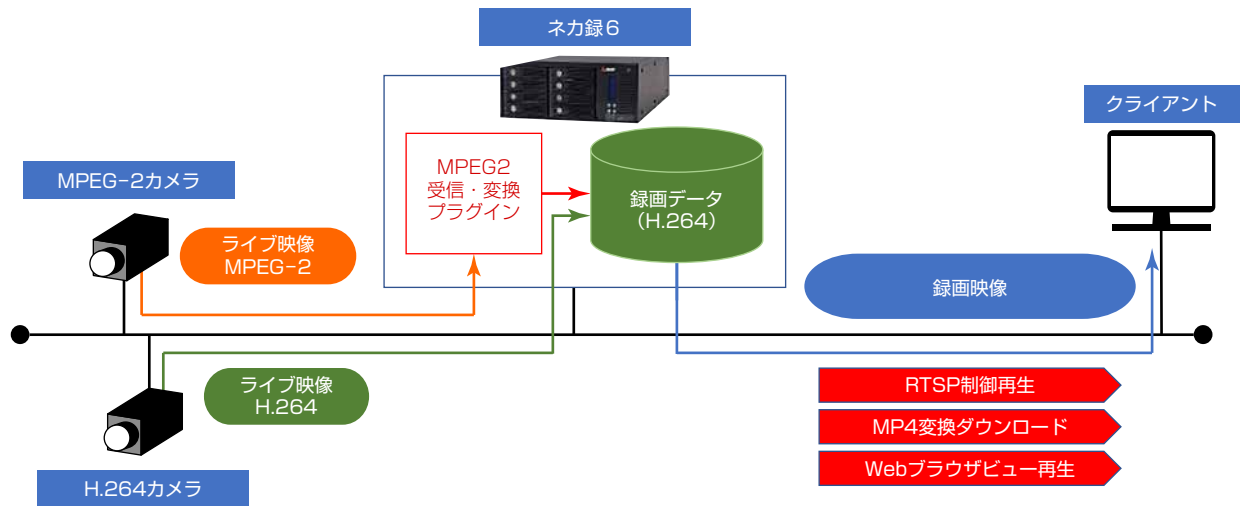 ネカ録6
クライアント
MPEG2
受信・変換
プラグイン
録画データ
(H.264)
MPEG-2カメラ
ライブ映像
MPEG-2
録画映像
ライブ映像
H.264
H.264カメラ
RTSP制御再生
MP4変換ダウンロード
Webブラウザビュー再生